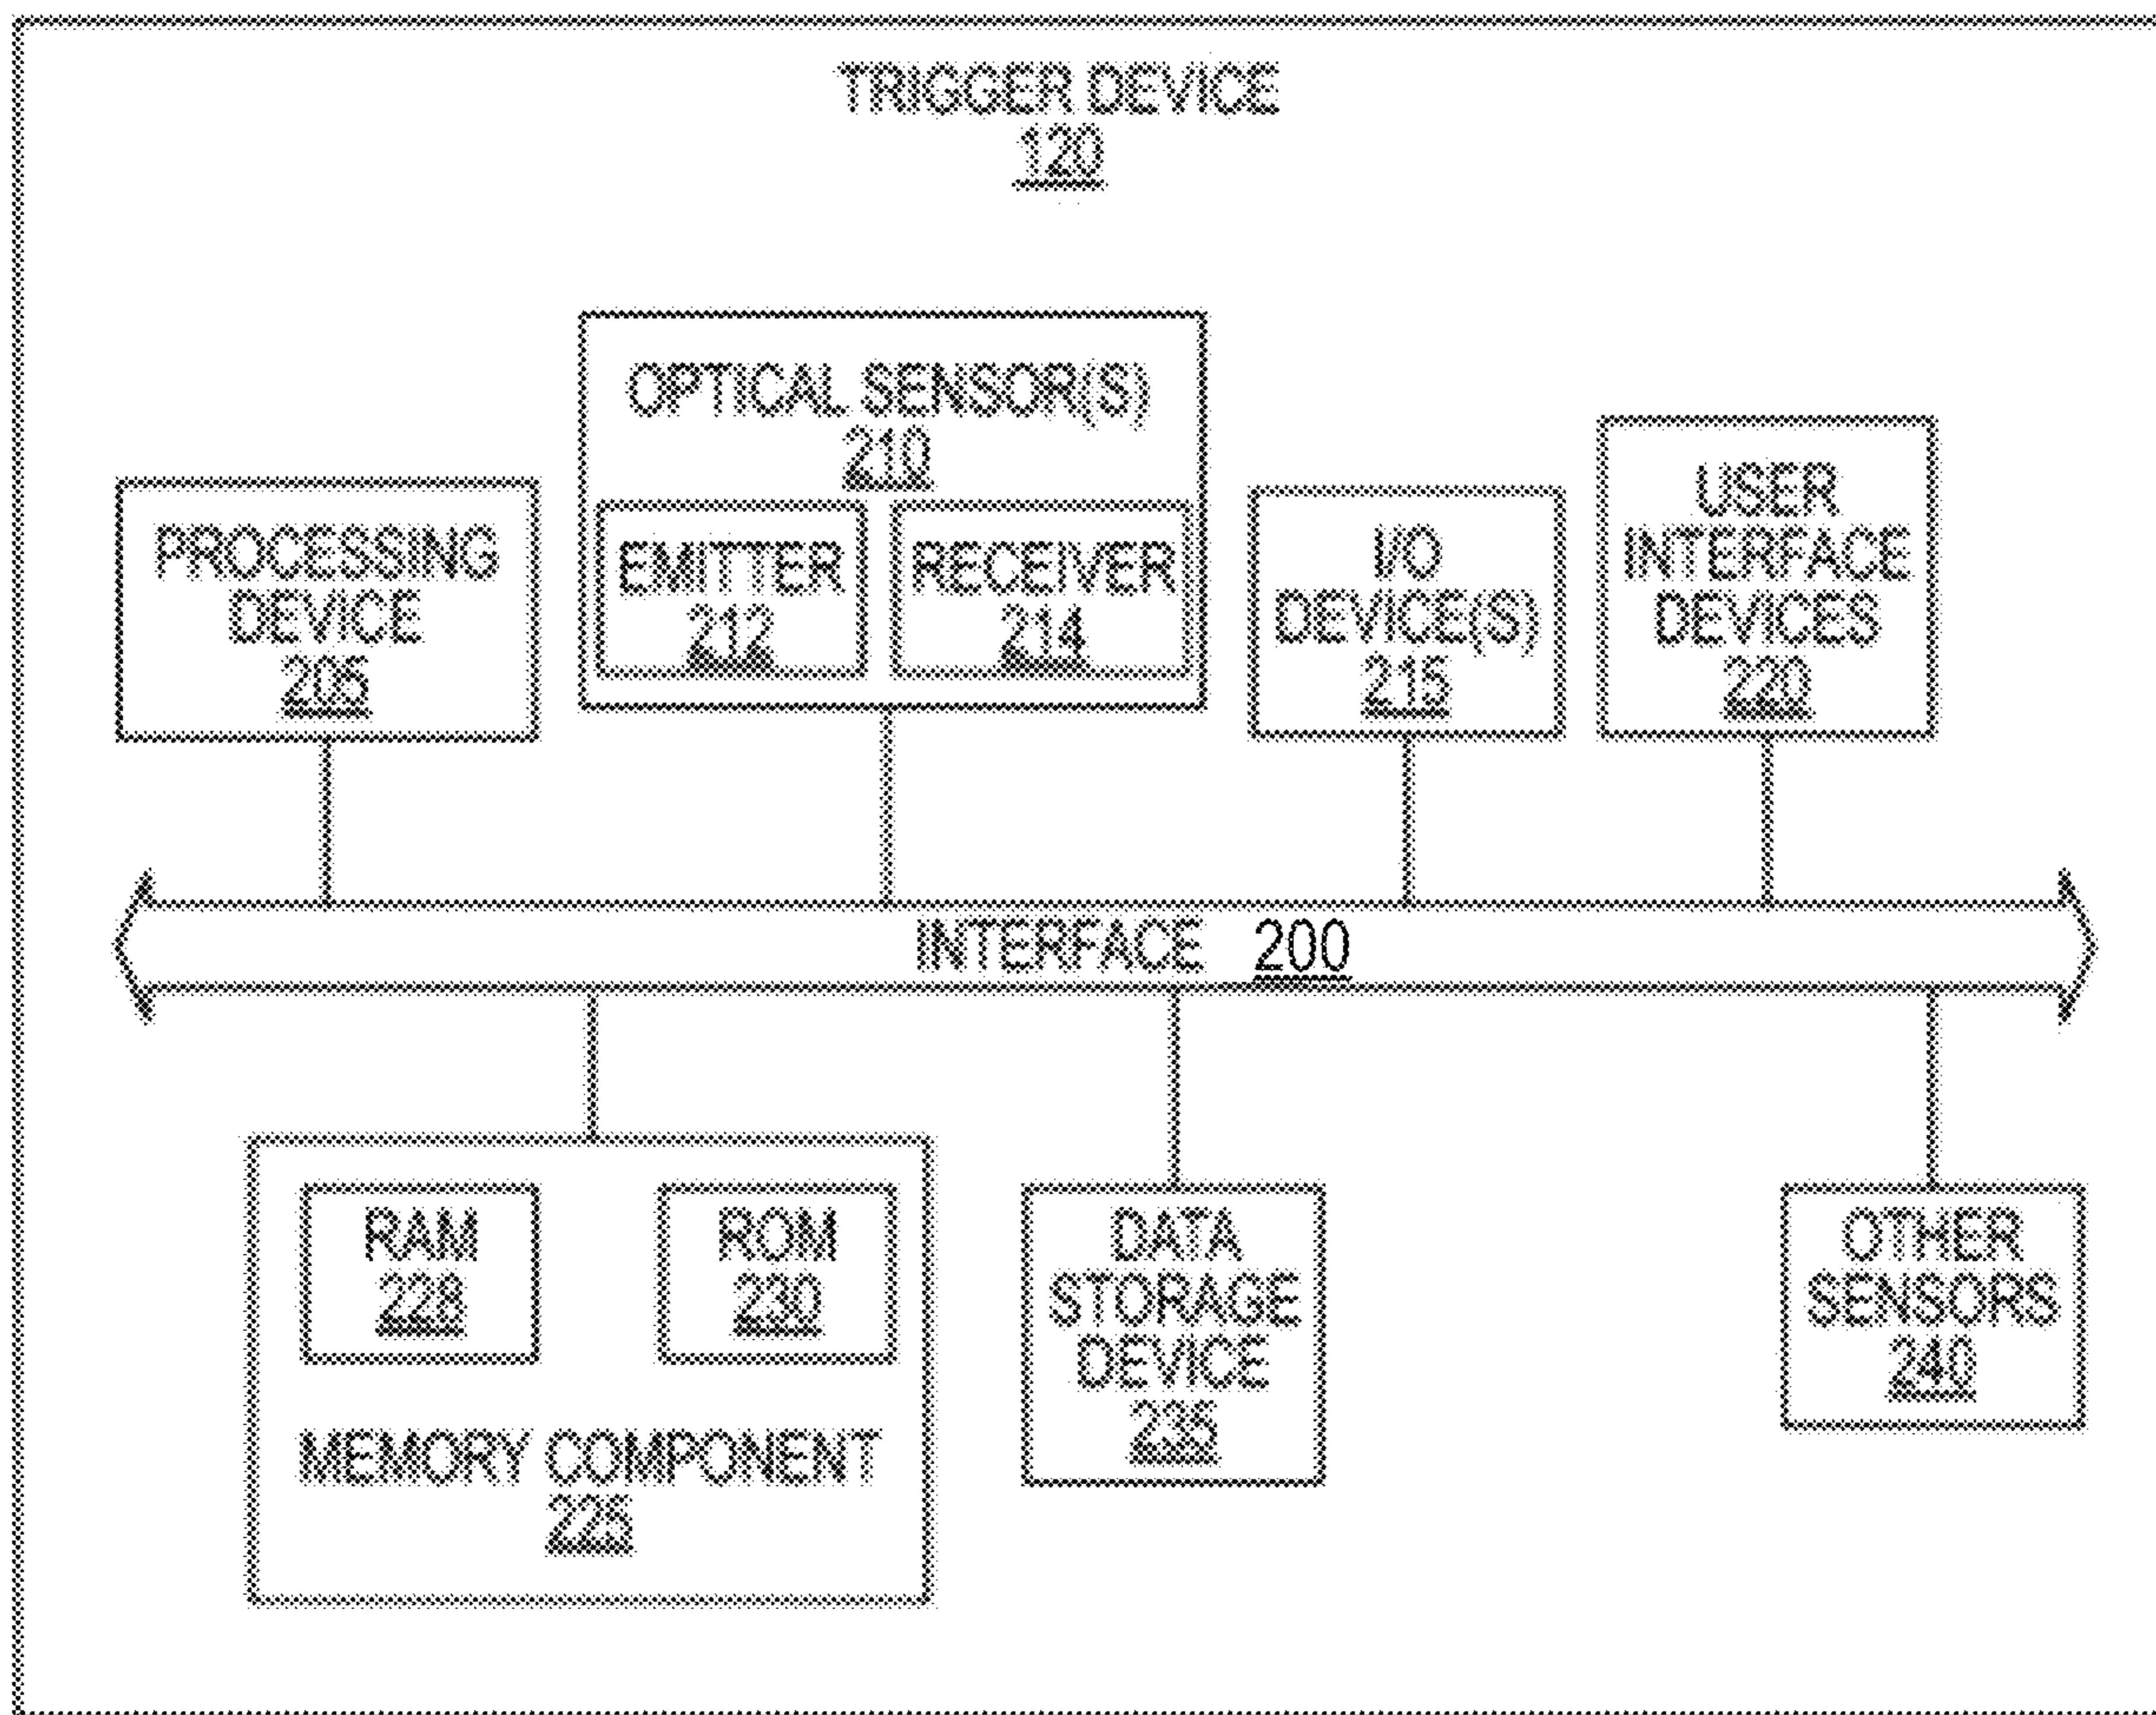 TRIGGER DEVICE
120
OPTICAL SENSOR(S)
210
EMITTER
212
RECEIVER
214
PROCESSING
DEVICE
205
I/O
DEVICE(S)
215
USER
INTERFACE
DEVICES
220
INTERFACE 200
RAM
228
ROM
230
MEMORY COMPONENT
225
DATA
STORAGE
DEVICE
235
OTHER
SENSORS
240